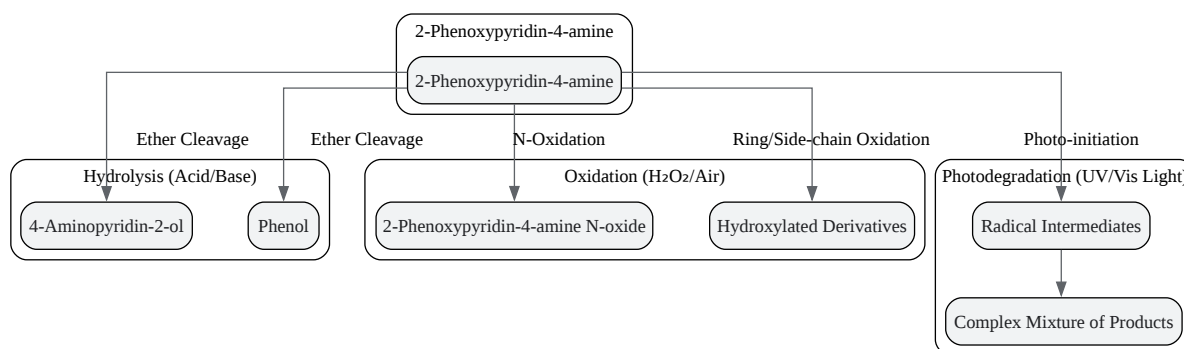 2-Phenoxypyridin-4-amine
2-Phenoxypyridin-4-amine
Ether Cleavage
Ether Cleavage
N-Oxidation
Ring/Side-chain Oxidation
Photo-initiation
Hydrolysis (Acid/Base)
Oxidation (H₂O₂/Air)
Photodegradation (UV/Vis Light)
4-Aminopyridin-2-ol
Phenol
2-Phenoxypyridin-4-amine N-oxide
Hydroxylated Derivatives
Radical Intermediates
Complex Mixture of Products